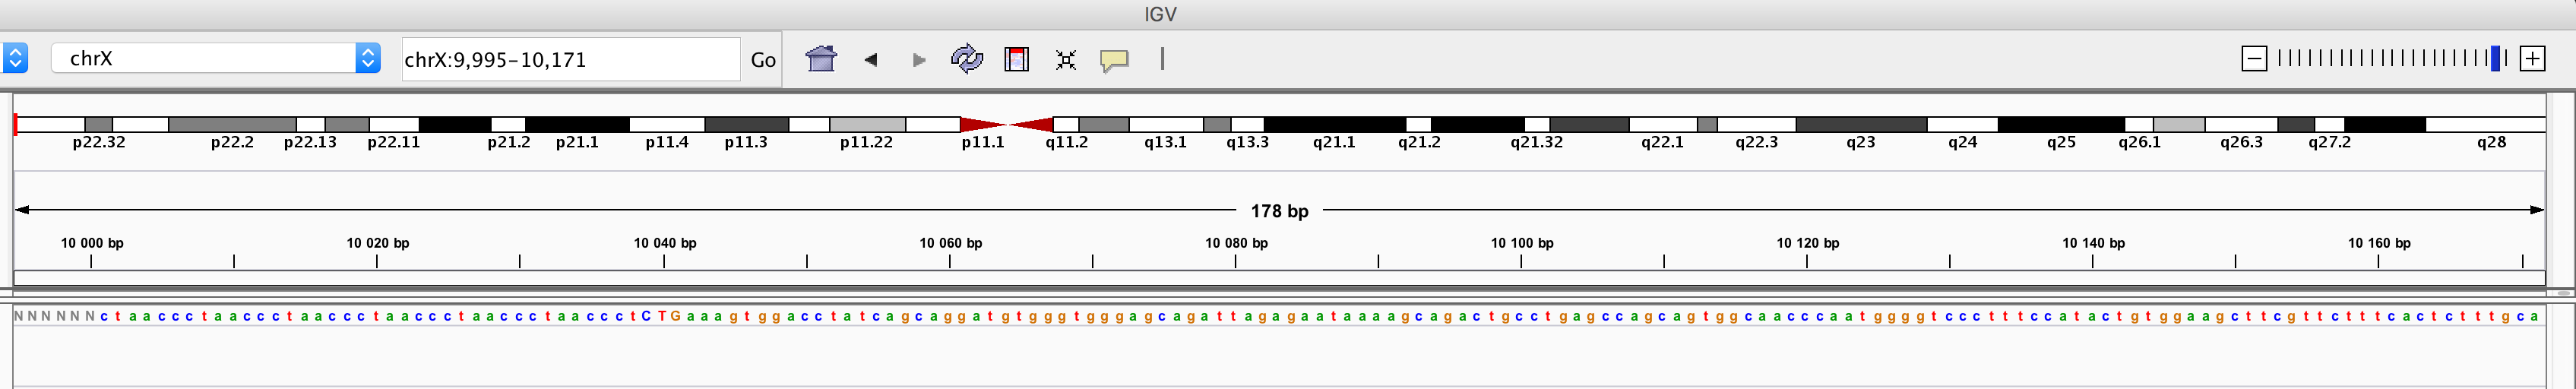 IGV
chrX chrX:9,995-10,171 Go
p22.32 p22.2 p22.13 p22.11 p21.2 p21.1 p11.4 p11.3 p11.22 p11.1 q11.2 q13.1 q13.3 q21.1 q21.2 q21.32 q22.1 q22.3 q23 q24 q25 q26.1 q26.3 q27.2 q28
178 bp
10 000 bp 10 020 bp 10 040 bp 10 060 bp 10 080 bp 10 100 bp 10 120 bp 10 140 bp 10 160 bp
N N N N N N c t a a c c c t a a c c c t a a c c c t a a c c c t a a c c c t a a c c c t C T G a a a g t g g a c c t a t c a g c a g g a t g t g g g t g g g a g c a g a t t a g a g a a t a a a a g c a g a c t g c c t g a g c c a g c a g t g g c a a c c c a a t g g g g t c c c t t t c c a t a c t g t g g a a g c t t c g t t c t t t c a c t c t t t g c a